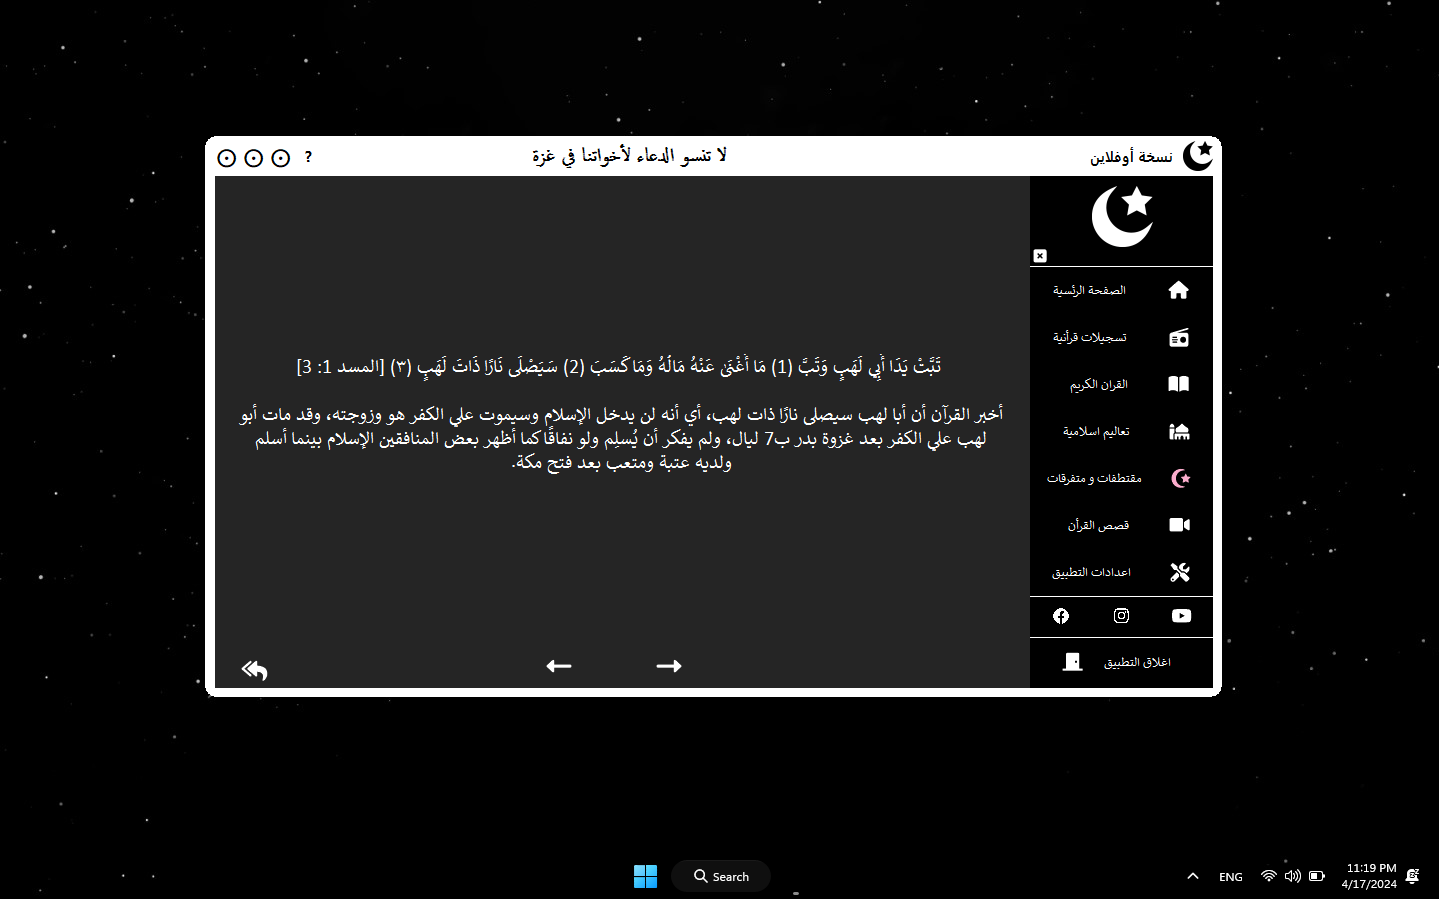 نسخة أوفلاين
لا تنسو الدعاء لأخواتنا في غزة
?
الصفحة الرئسية
تسجيلات قرأنية
القران الكريم
تعاليم اسلامية
مقتطفات و متفرقات
قصص القرأن
اعدادات التطبيق
اغلاق التطبيق
تَبَّتْ يَدَا أَبِي لَهَبٍ وَتَبَّ (1) مَا أَغْنَىٰ عَنْهُ مَالُهُ وَمَا كَسَبَ (2) سَيَصْلَى نَارًا ذَاتَ لَهَبٍ (٣) [المسد 1: 3]
أخبر القرآن أن أبا لهب سيصلى نارًا ذات لهب، أي أنه لن يدخل الإسلام وسيموت علي الكفر هو وزوجته، وقد مات أبو
لهب علي الكفر بعد غزوة بدر ب7 ليال، ولم يفكر أن يُسلِم ولو نفاقًا كما أظهر بعض المنافقين الإسلام بينما أسلم
ولديه عتبة ومتعب بعد فتح مكة.
Search
ENG
11:19 PM
4/17/2024